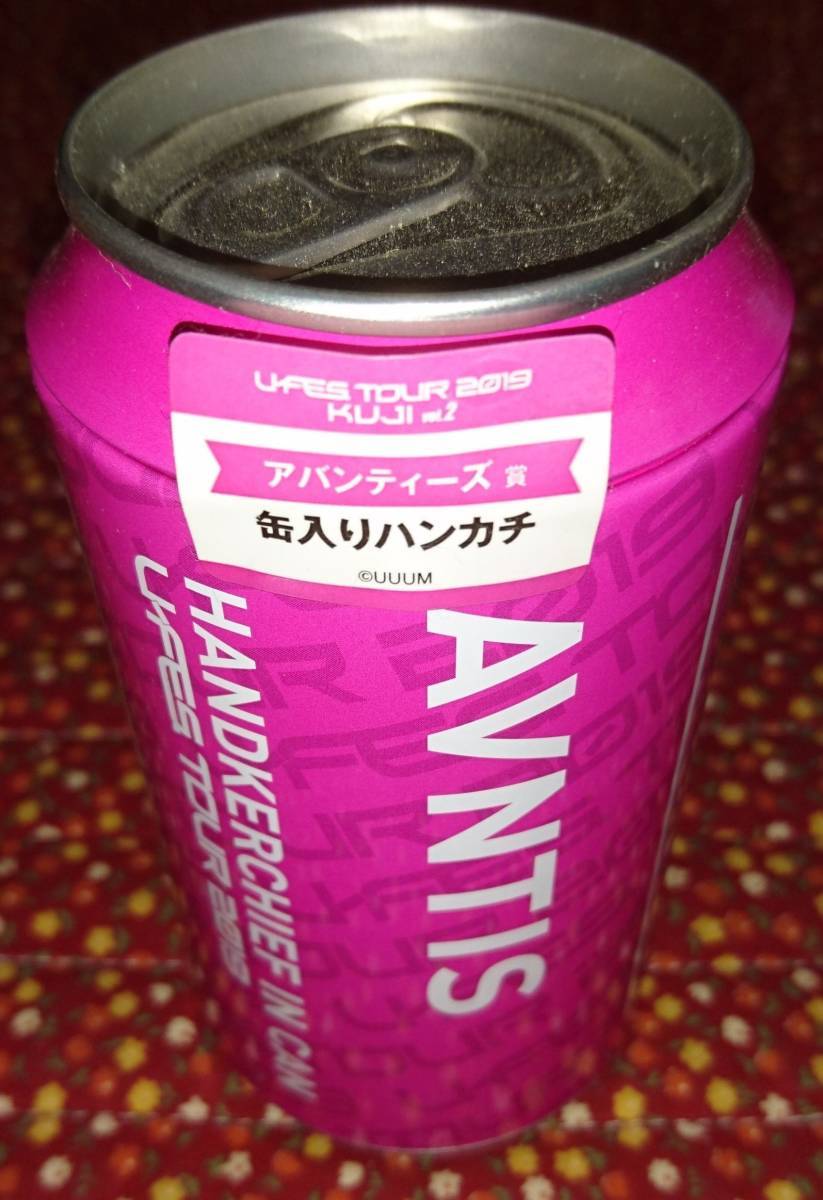 U-FES. TOUR 2019
KUJI vol.2
アバンティーズ 賞
缶入りハンカチ
©UUUM
AVNTIS
HANDKERCHIEF IN CAN
U-FES TOUR 2019